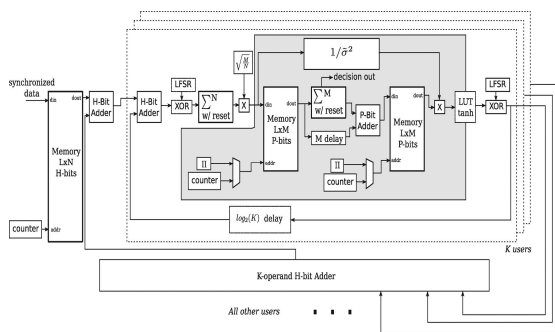 synchronized
data
counter
din
dout
addr
Memory
LxN
H-bits
H-Bit
Adder
H-Bit
Adder
LFSR
XOR
∑^N
w/ reset
√(M/N)
X
1/σ̃²
decision out
din
dout
addr
Memory
LxM
P-bits
∑^M
w/ reset
M delay
P-Bit
Adder
din
dout
addr
Memory
LxM
P-bits
X
LUT
tanh
LFSR
XOR
Π
counter
Π
counter
log₂(K) delay
K users
K-operand H-bit Adder
All other users